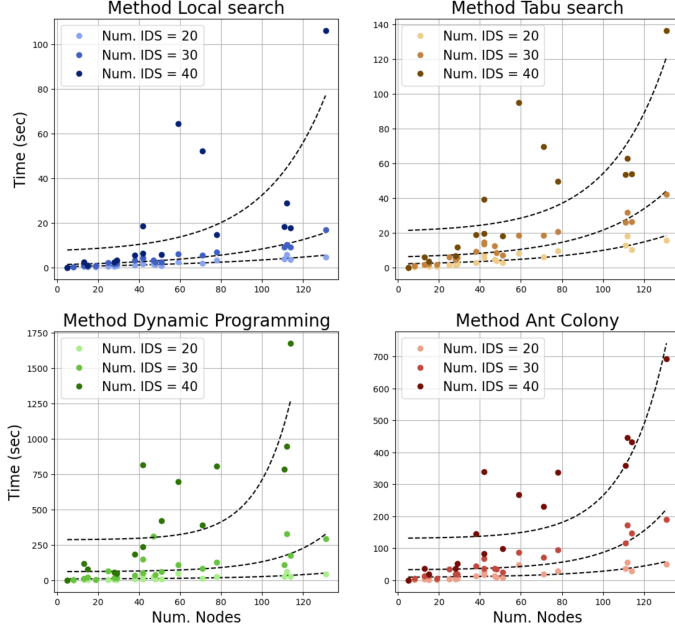 Method Local search
Time (sec)
100
80
60
40
20
0
Num. IDS = 20
Num. IDS = 30
Num. IDS = 40
0 20 40 60 80 100 120
Method Tabu search
140
120
100
80
60
40
20
0
Num. IDS = 20
Num. IDS = 30
Num. IDS = 40
0 20 40 60 80 100 120
Method Dynamic Programming
Time (sec)
1750
1500
1250
1000
750
500
250
0
Num. IDS = 20
Num. IDS = 30
Num. IDS = 40
0 20 40 60 80 100 120
Num. Nodes
Method Ant Colony
700
600
500
400
300
200
100
0
Num. IDS = 20
Num. IDS = 30
Num. IDS = 40
0 20 40 60 80 100 120
Num. Nodes